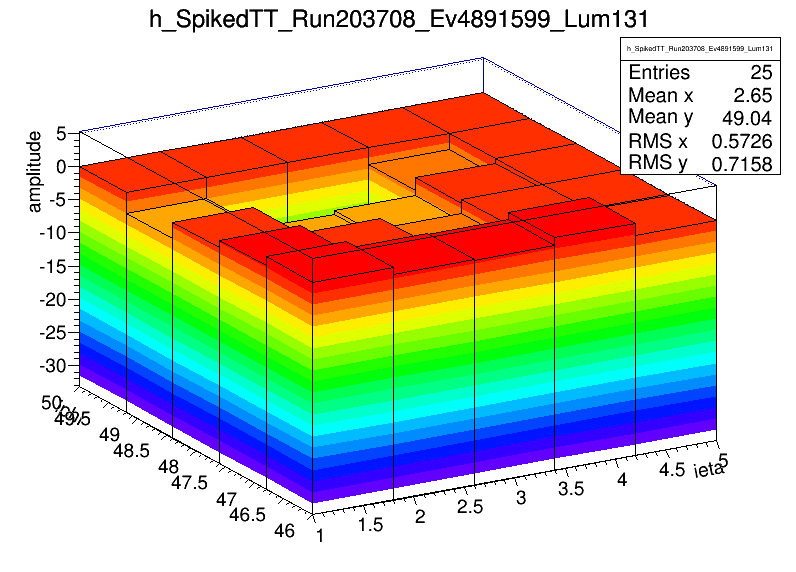 h_SpikedTT_Run203708_Ev4891599_Lum131
h_SpikedTT_Run203708_Ev4891599_Lum131
Entries 25
Mean x 2.65
Mean y 49.04
RMS x 0.5726
RMS y 0.7158
amplitude
5
0
-5
-10
-15
-20
-25
-30
50
49.5
49
48.5
48
47.5
47
46.5
46
1
1.5
2
2.5
3
3.5
4
4.5
5
ieta